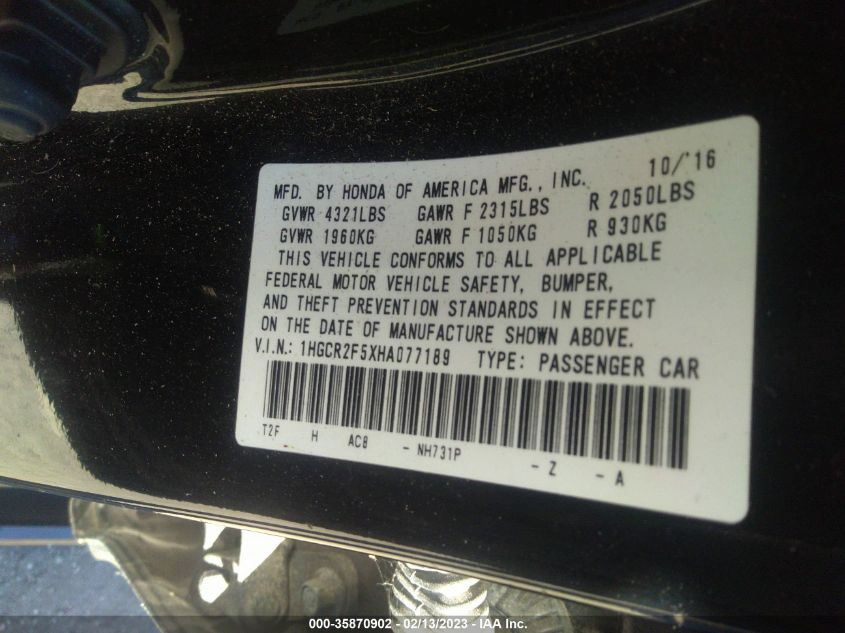 MFD. BY HONDA OF AMERICA MFG., INC. 10/'16
GVWR 4321LBS GAWR F 2315LBS R 2050LBS
GVWR 1960KG GAWR F 1050KG R 930KG
THIS VEHICLE CONFORMS TO ALL APPLICABLE
FEDERAL MOTOR VEHICLE SAFETY, BUMPER,
AND THEFT PREVENTION STANDARDS IN EFFECT
ON THE DATE OF MANUFACTURE SHOWN ABOVE.
V.I.N.: 1HGCR2F5XHA077189 TYPE: PASSENGER CAR
T2F H AC8 - NH731P - Z - A
000-35870902 - 02/13/2023 - IAA Inc.